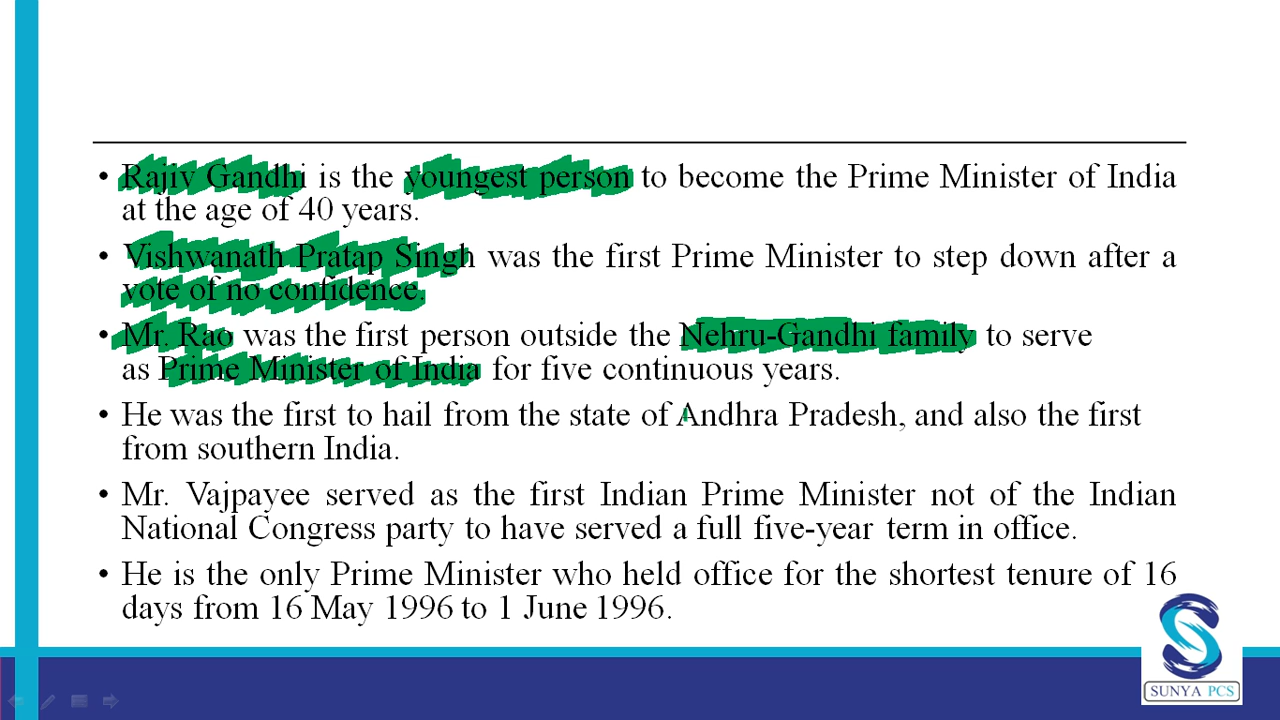 • Rajiv Gandhi is the youngest person to become the Prime Minister of India
at the age of 40 years.
• Vishwanath Pratap Singh was the first Prime Minister to step down after a
vote of no confidence.
• Mr. Rao was the first person outside the Nehru-Gandhi family to serve
as Prime Minister of India for five continuous years.
• He was the first to hail from the state of Andhra Pradesh, and also the first
from southern India.
• Mr. Vajpayee served as the first Indian Prime Minister not of the Indian
National Congress party to have served a full five-year term in office.
• He is the only Prime Minister who held office for the shortest tenure of 16
days from 16 May 1996 to 1 June 1996.
SUNYA PCS